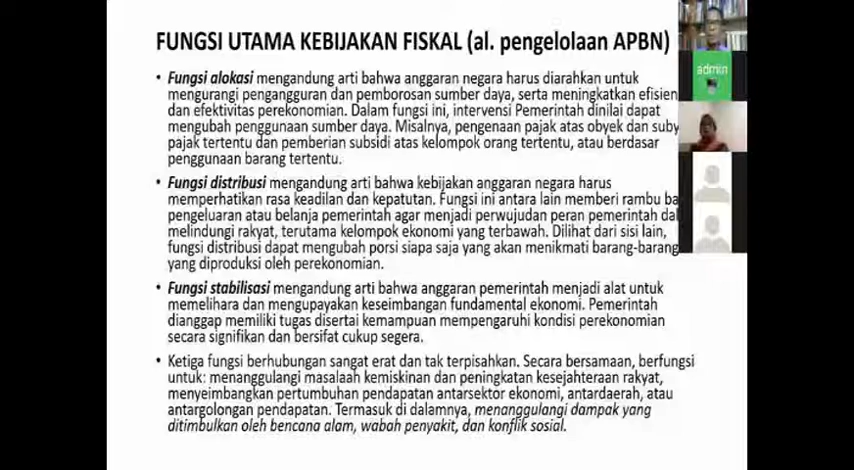 FUNGSI UTAMA KEBIJAKAN FISKAL (al. pengelolaan APBN)
• Fungsi alokasi mengandung arti bahwa anggaran negara harus diarahkan untuk
mengurangi pengangguran dan pemborosan sumber daya, serta meningkatkan efisien
dan efektivitas perekonomian. Dalam fungsi ini, intervensi Pemerintah dinilai dapat
mengubah penggunaan sumber daya. Misalnya, pengenaan pajak atas obyek dan suby
pajak tertentu dan pemberian subsidi atas kelompok orang tertentu, atau berdasar
penggunaan barang tertentu.
• Fungsi distribusi mengandung arti bahwa kebijakan anggaran negara harus
memperhatikan rasa keadilan dan kepatutan. Fungsi ini antara lain memberi rambu ba
pengeluaran atau belanja pemerintah agar menjadi perwujudan peran pemerintah dal
melindungi rakyat, terutama kelompok ekonomi yang terbawah. Dilihat dari sisi lain,
fungsi distribusi dapat mengubah porsi siapa saja yang akan menikmati barang-barang
yang diproduksi oleh perekonomian.
• Fungsi stabilisasi mengandung arti bahwa anggaran pemerintah menjadi alat untuk
memelihara dan mengupayakan keseimbangan fundamental ekonomi. Pemerintah
dianggap memiliki tugas disertai kemampuan mempengaruhi kondisi perekonomian
secara signifikan dan bersifat cukup segera.
• Ketiga fungsi berhubungan sangat erat dan tak terpisahkan. Secara bersamaan, berfungsi
untuk: menanggulangi masalaah kemiskinan dan peningkatan kesejahteraan rakyat,
menyeimbangkan pertumbuhan pendapatan antarsektor ekonomi, antardaerah, atau
antargolongan pendapatan. Termasuk di dalamnya, menanggulangi dampak yang
ditimbulkan oleh bencana alam, wabah penyakit, dan konflik sosial.
admin